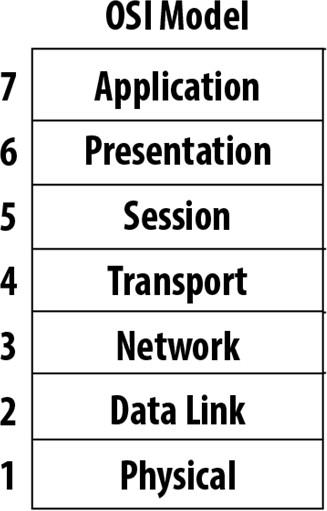 OSI Model
7 Application
6 Presentation
5 Session
4 Transport
3 Network
2 Data Link
1 Physical